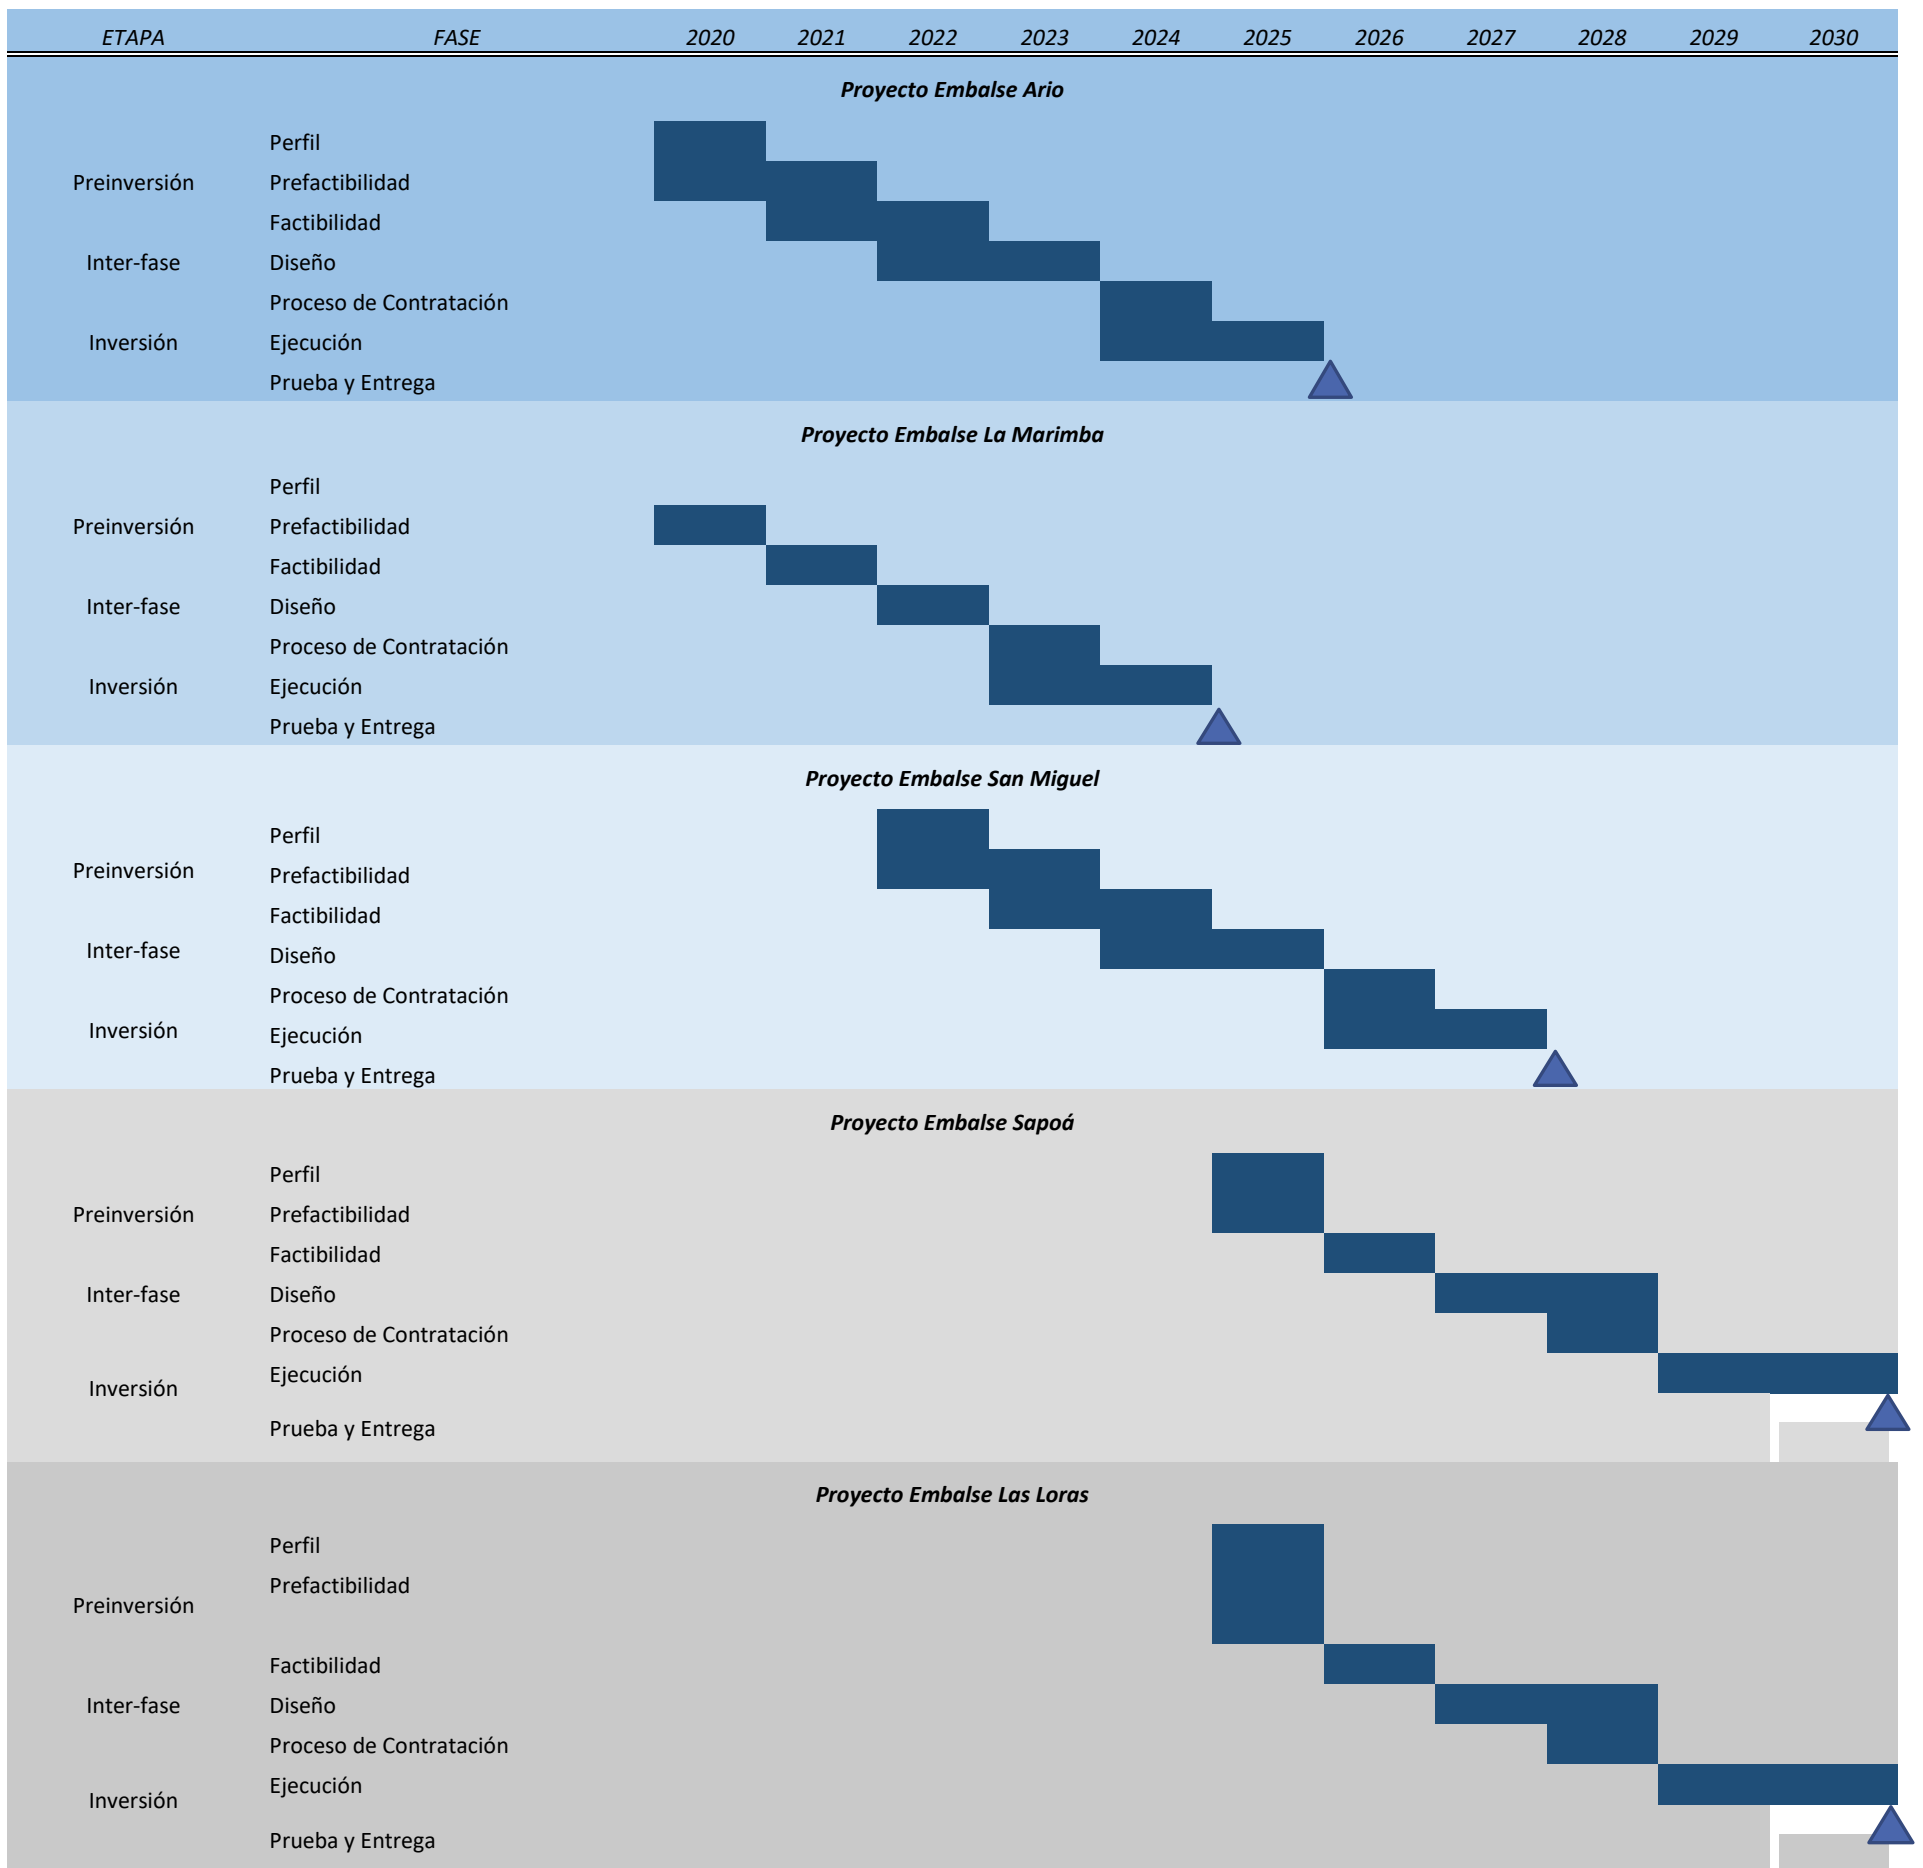 ETAPA FASE 2020 2021 2022 2023 2024 2025 2026 2027 2028 2029 2030
Proyecto Embalse Ario
Perfil
Preinversión Prefactibilidad
Factibilidad
Inter-fase Diseño
Proceso de Contratación
Inversión Ejecución
Prueba y Entrega
Proyecto Embalse La Marimba
Perfil
Preinversión Prefactibilidad
Factibilidad
Inter-fase Diseño
Proceso de Contratación
Inversión Ejecución
Prueba y Entrega
Proyecto Embalse San Miguel
Perfil
Preinversión Prefactibilidad
Factibilidad
Inter-fase Diseño
Proceso de Contratación
Inversión Ejecución
Prueba y Entrega
Proyecto Embalse Sapoá
Perfil
Preinversión Prefactibilidad
Factibilidad
Inter-fase Diseño
Proceso de Contratación
Inversión Ejecución
Prueba y Entrega
Proyecto Embalse Las Loras
Perfil
Preinversión Prefactibilidad
Factibilidad
Inter-fase Diseño
Proceso de Contratación
Inversión Ejecución
Prueba y Entrega